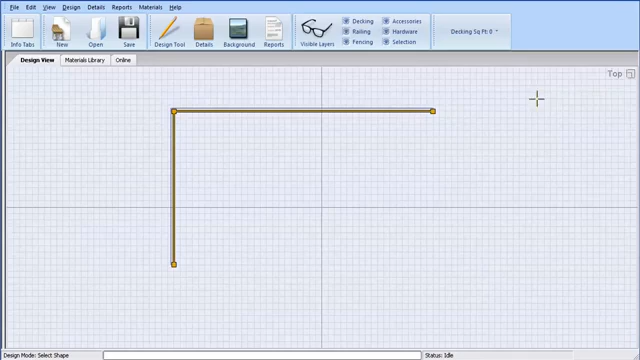 File Edit View Design Details Reports Materials
Info Tabs New Open Save Design Tool Details Background Reports Visible Layers
Decking Accessories
Railing Hardware
Fencing Selection
Decking Sq Ft: 0
Design View Materials Library Online
Top
Design Mode: Select Shape Status: Idle